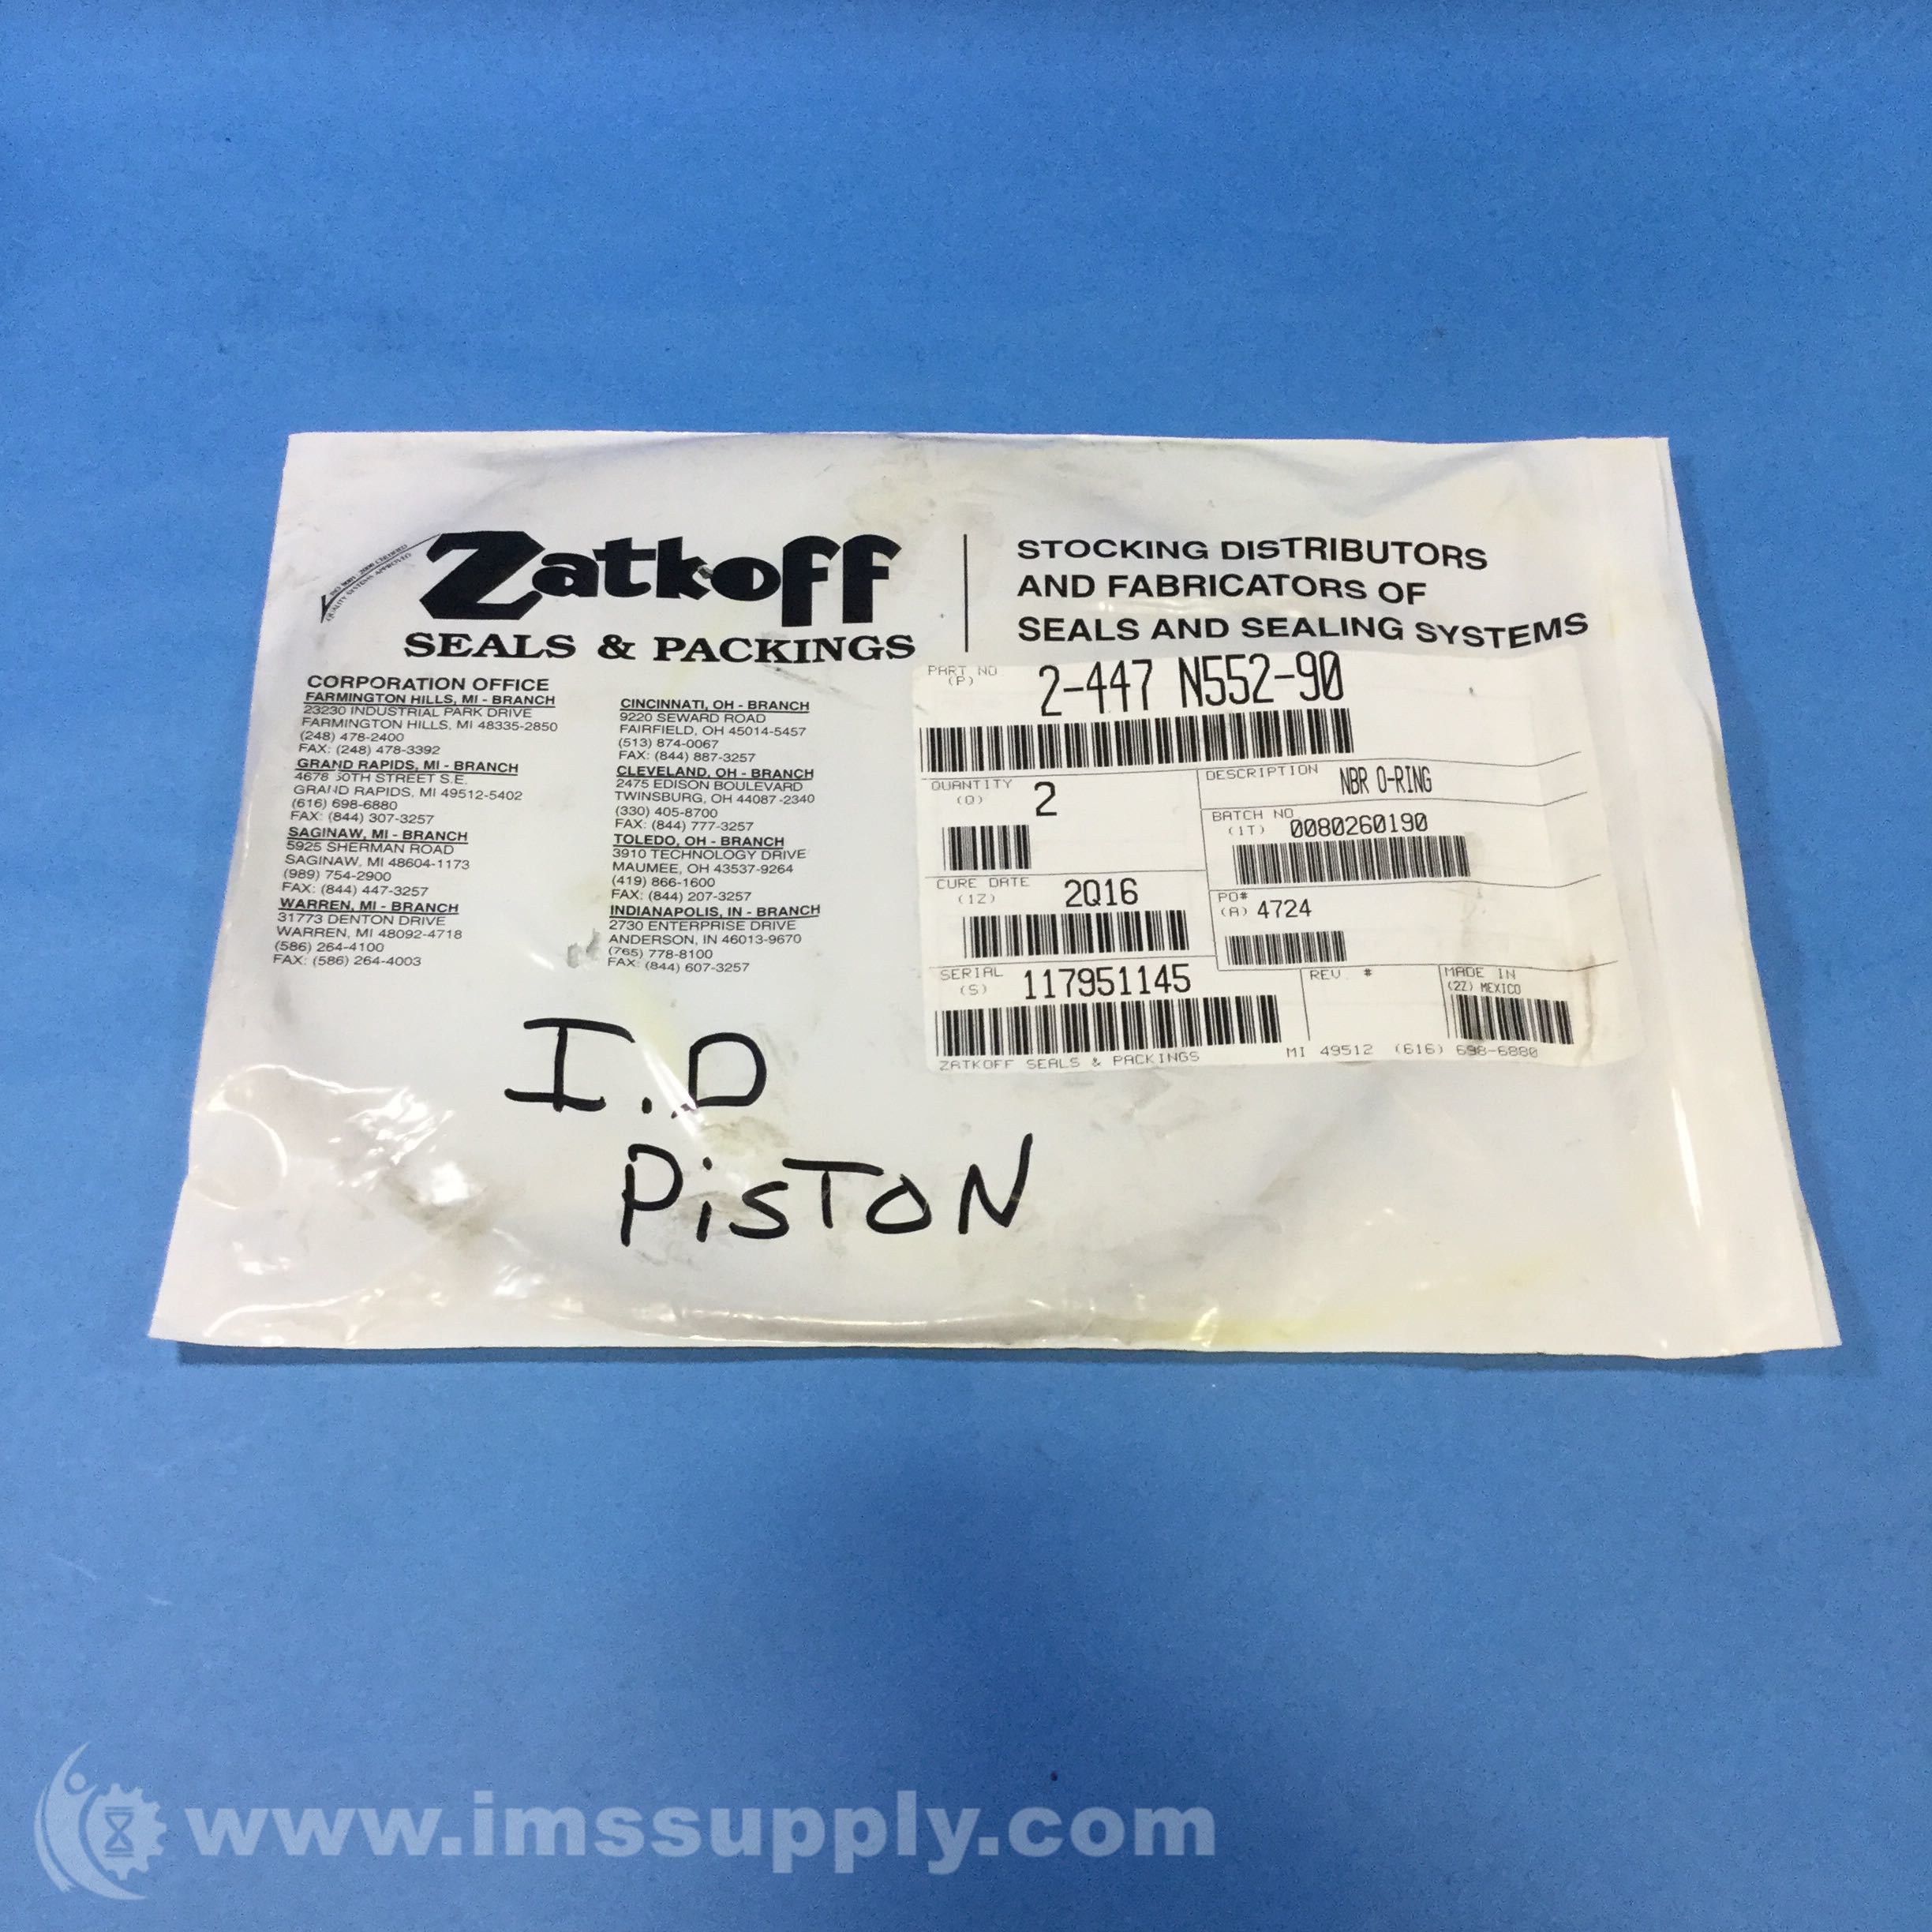 Zatkoff
SEALS & PACKINGS
STOCKING DISTRIBUTORS
AND FABRICATORS OF
SEALS AND SEALING SYSTEMS
CORPORATION OFFICE
FARMINGTON HILLS, MI - BRANCH
23230 INDUSTRIAL PARK DRIVE
FARMINGTON HILLS, MI 48335-2850
(248) 478-2400
FAX: (248) 478-3392
GRAND RAPIDS, MI - BRANCH
4678 50TH STREET S.E.
GRAND RAPIDS, MI 49512-5402
(616) 698-6880
FAX: (844) 307-3257
SAGINAW, MI - BRANCH
5925 SHERMAN ROAD
SAGINAW, MI 48604-1173
(989) 754-2900
FAX: (844) 447-3257
WARREN, MI - BRANCH
31773 DENTON DRIVE
WARREN, MI 48092-4718
(586) 264-4100
FAX: (586) 264-4003
CINCINNATI, OH - BRANCH
9220 SEWARD ROAD
FAIRFIELD, OH 45014-5457
(513) 874-0067
FAX: (844) 887-3257
CLEVELAND, OH - BRANCH
2475 EDISON BOULEVARD
TWINSBURG, OH 44087-2340
(330) 405-8700
FAX: (844) 777-3257
TOLEDO, OH - BRANCH
3910 TECHNOLOGY DRIVE
MAUMEE, OH 43537-9264
(419) 866-1600
FAX: (844) 207-3257
INDIANAPOLIS, IN - BRANCH
2730 ENTERPRISE DRIVE
ANDERSON, IN 46013-9670
(765) 778-8100
FAX: (844) 607-3257
PART NO 2-447 N552-90
(P)
QUANTITY 2
(Q)
DESCRIPTION NBR O-RING
BATCH NO
(1T) 0080260190
CURE DATE 2Q16
(1Z)
PO#
(A) 4724
SERIAL 117951145
(S)
REV. #
MADE IN
(2Z) MEXICO
ZATKOFF SEALS & PACKINGS MI 49512 (616) 698-6880
I.D
PiSTON
www.imssupply.com